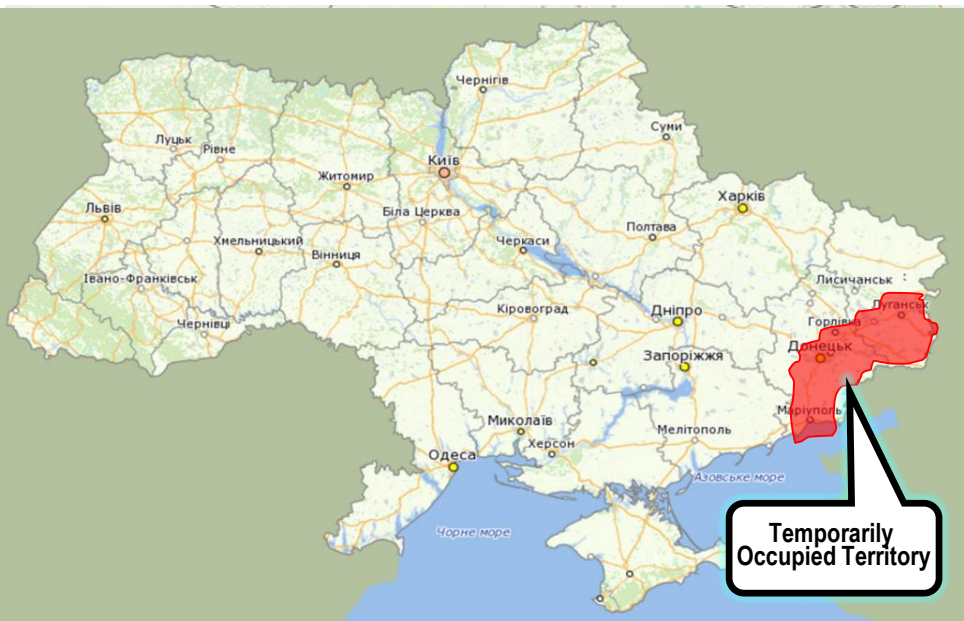 Чернігів
Суми
Луцьк
Рівне
Київ
Житомир
Харків
Львів
Біла Церква
Полтава
Хмельницький
Черкаси
Вінниця
Івано-Франківськ
Лисичанськ
Луганськ
Кіровоград
Дніпро
Горлівка
Чернівці
Донецьк
Запоріжжя
Маріуполь
Миколаїв
Мелітополь
Херсон
Одеса
Азовське море
Чорне море
Temporarily
Occupied Territory